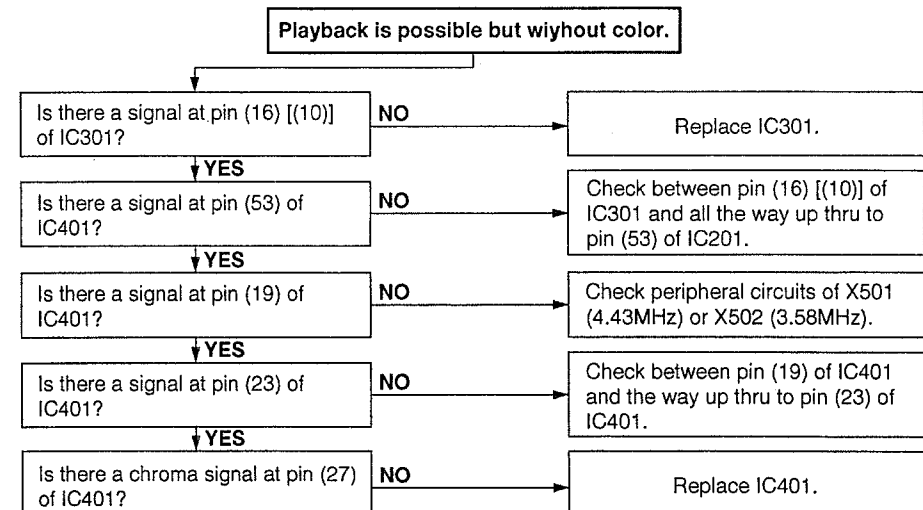 Playback is possible but wiyhout color.
Is there a signal at pin (16) [(10)]
of IC301?
NO
Replace IC301.
YES
Is there a signal at pin (53) of
IC401?
NO
Check between pin (16) [(10)] of
IC301 and all the way up thru to
pin (53) of IC201.
YES
Is there a signal at pin (19) of
IC401?
NO
Check peripheral circuits of X501
(4.43MHz) or X502 (3.58MHz).
YES
Is there a signal at pin (23) of
IC401?
NO
Check between pin (19) of IC401
and the way up thru to pin (23) of
IC401.
YES
Is there a chroma signal at pin (27)
of IC401?
NO
Replace IC401.